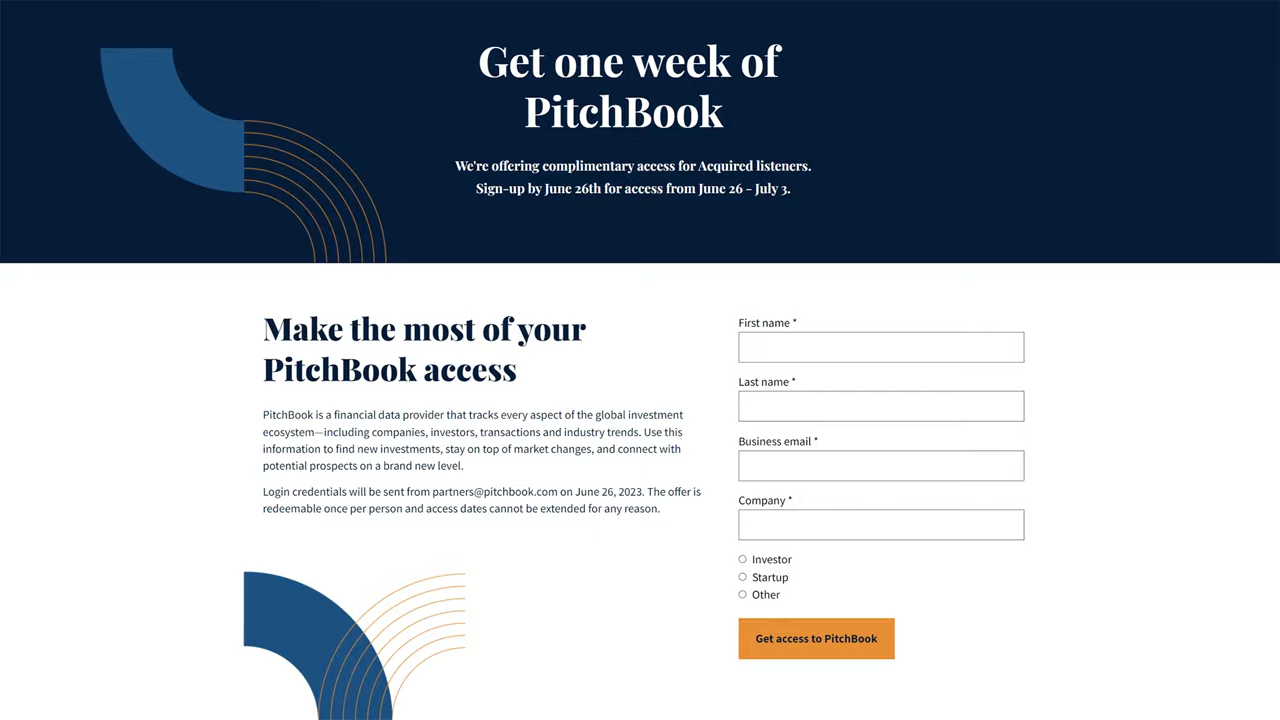 Get one week of
PitchBook
We're offering complimentary access for Acquired listeners.
Sign-up by June 26th for access from June 26 - July 3.
Make the most of your
PitchBook access
PitchBook is a financial data provider that tracks every aspect of the global investment
ecosystem—including companies, investors, transactions and industry trends. Use this
information to find new investments, stay on top of market changes, and connect with
potential prospects on a brand new level.
Login credentials will be sent from partners@pitchbook.com on June 26, 2023. The offer is
redeemable once per person and access dates cannot be extended for any reason.
First name *
Last name *
Business email *
Company *
Investor
Startup
Other
Get access to PitchBook